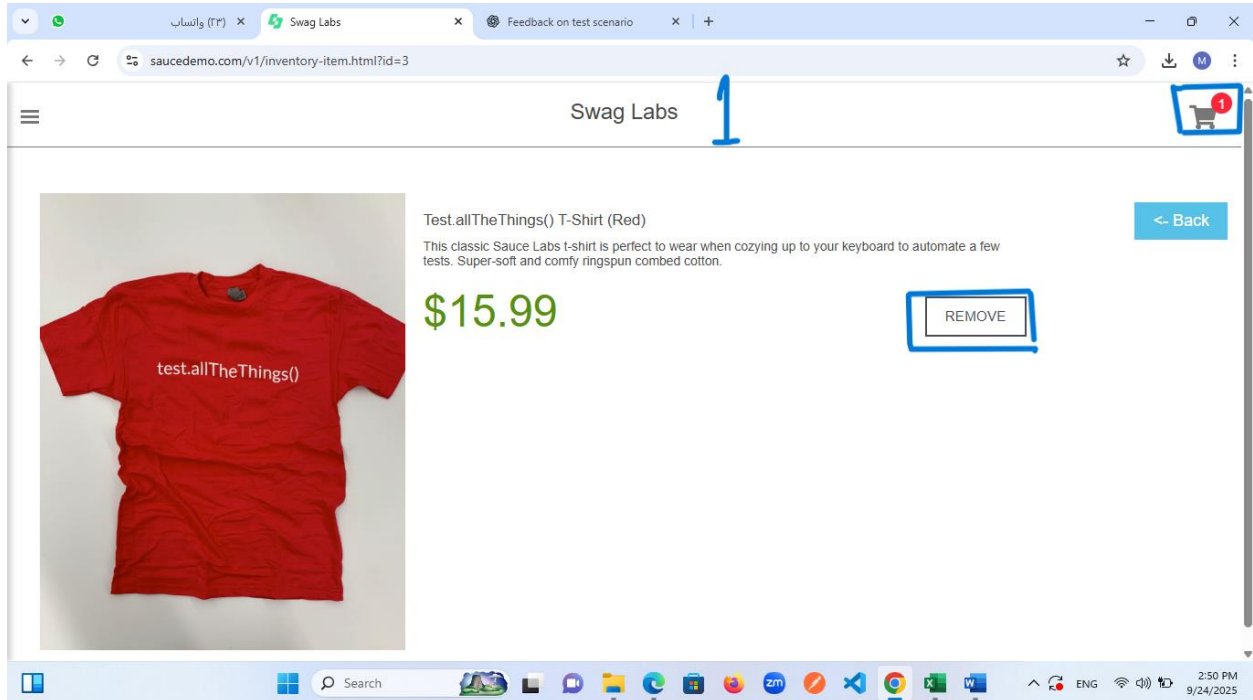 (٢٣) واتساب
Swag Labs
Feedback on test scenario
saucedemo.com/v1/inventory-item.html?id=3
M
Swag Labs
1
1
Test.allTheThings() T-Shirt (Red)
<- Back
This classic Sauce Labs t-shirt is perfect to wear when cozying up to your keyboard to automate a few
tests. Super-soft and comfy ringspun combed cotton.
$15.99
REMOVE
test.allTheThings()
Search
zm
ENG
2:50 PM
9/24/2025